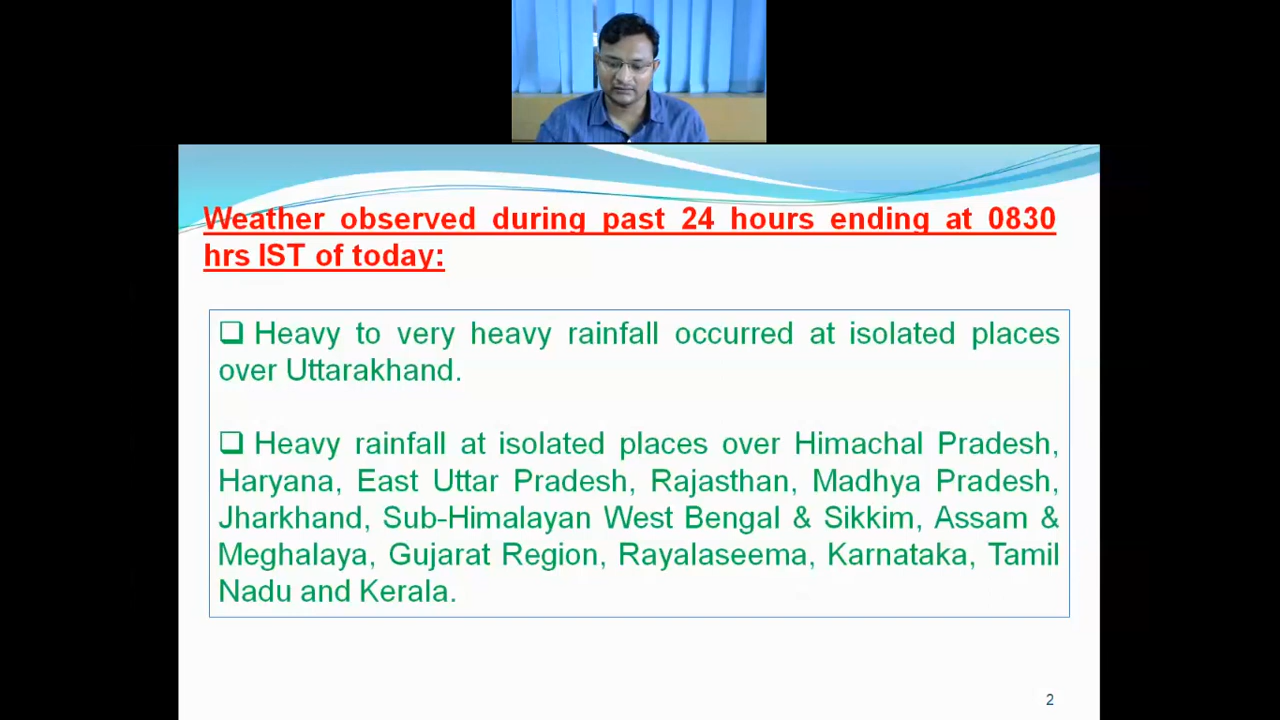 Weather observed during past 24 hours ending at 0830
hrs IST of today:
❑ Heavy to very heavy rainfall occurred at isolated places
over Uttarakhand.
❑ Heavy rainfall at isolated places over Himachal Pradesh,
Haryana, East Uttar Pradesh, Rajasthan, Madhya Pradesh,
Jharkhand, Sub-Himalayan West Bengal & Sikkim, Assam &
Meghalaya, Gujarat Region, Rayalaseema, Karnataka, Tamil
Nadu and Kerala.
2